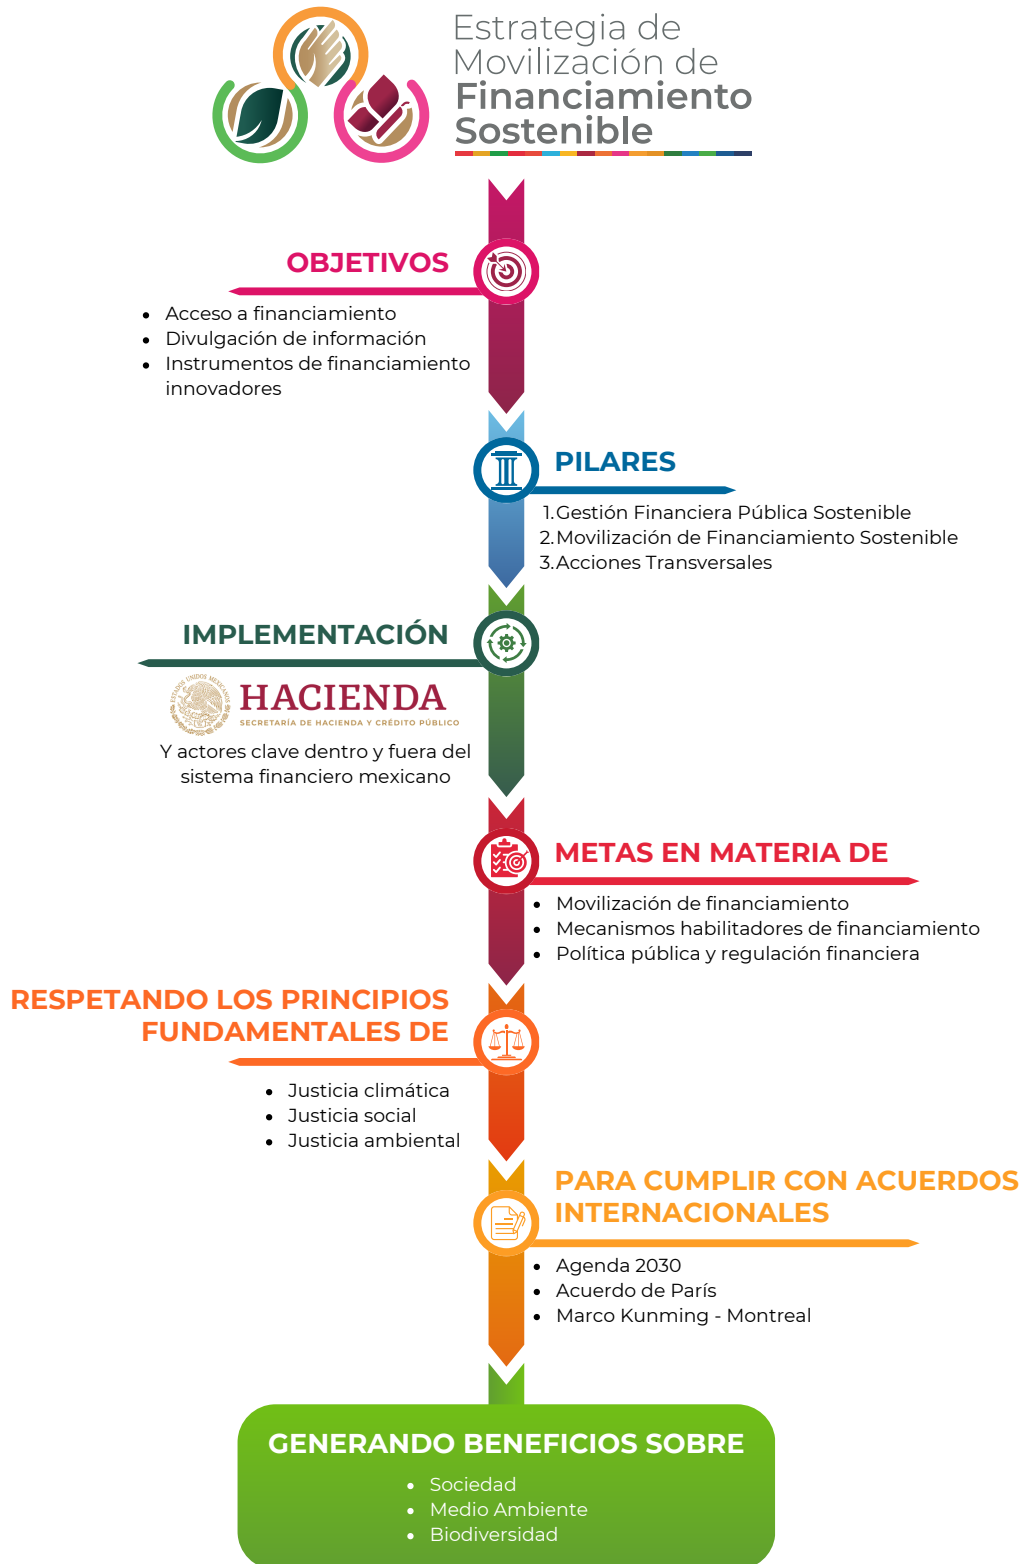 Estrategia de
Movilización de
Financiamiento
Sostenible
OBJETIVOS
• Acceso a financiamiento
• Divulgación de información
• Instrumentos de financiamiento
innovadores
PILARES
1. Gestión Financiera Pública Sostenible
2. Movilización de Financiamiento Sostenible
3. Acciones Transversales
IMPLEMENTACIÓN
ESTADOS UNIDOS MEXICANOS
HACIENDA
SECRETARÍA DE HACIENDA Y CRÉDITO PÚBLICO
Y actores clave dentro y fuera del
sistema financiero mexicano
METAS EN MATERIA DE
• Movilización de financiamiento
• Mecanismos habilitadores de financiamiento
• Política pública y regulación financiera
RESPETANDO LOS PRINCIPIOS
FUNDAMENTALES DE
• Justicia climática
• Justicia social
• Justicia ambiental
PARA CUMPLIR CON ACUERDOS
INTERNACIONALES
• Agenda 2030
• Acuerdo de París
• Marco Kunming - Montreal
GENERANDO BENEFICIOS SOBRE
• Sociedad
• Medio Ambiente
• Biodiversidad